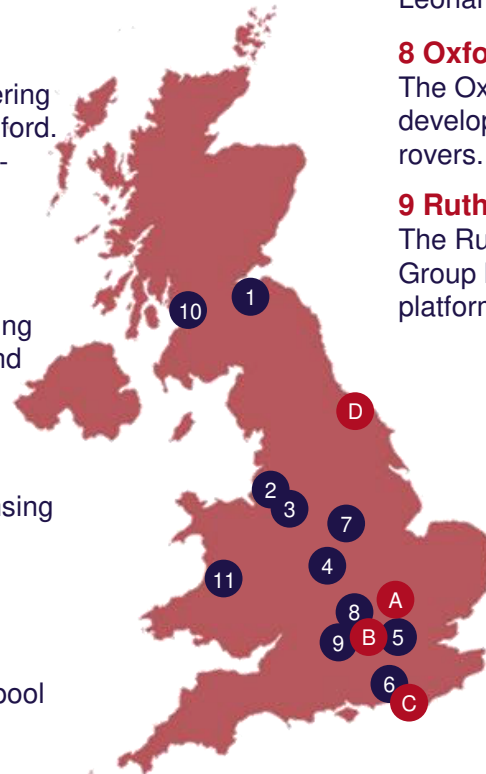 ering
ford.
-
ing
nd
sing
pool
Leonar
8 Oxfo
The Ox
develop
rovers.
9 Ruth
The Ru
Group
platfor
1
10
D
2
3
7
4
11
A
8
B
5
9
6
C